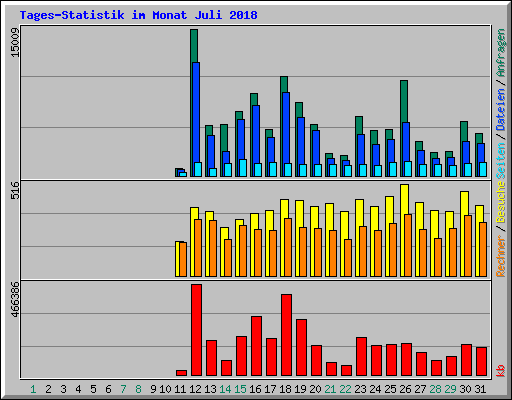 Tages-Statistik im Monat Juli 2018
15009
516
466386
Anfragen / Dateien / Seiten
Rechner / Besuche
kb
1 2 3 4 5 6 7 8 9 10 11 12 13 14 15 16 17 18 19 20 21 22 23 24 25 26 27 28 29 30 31